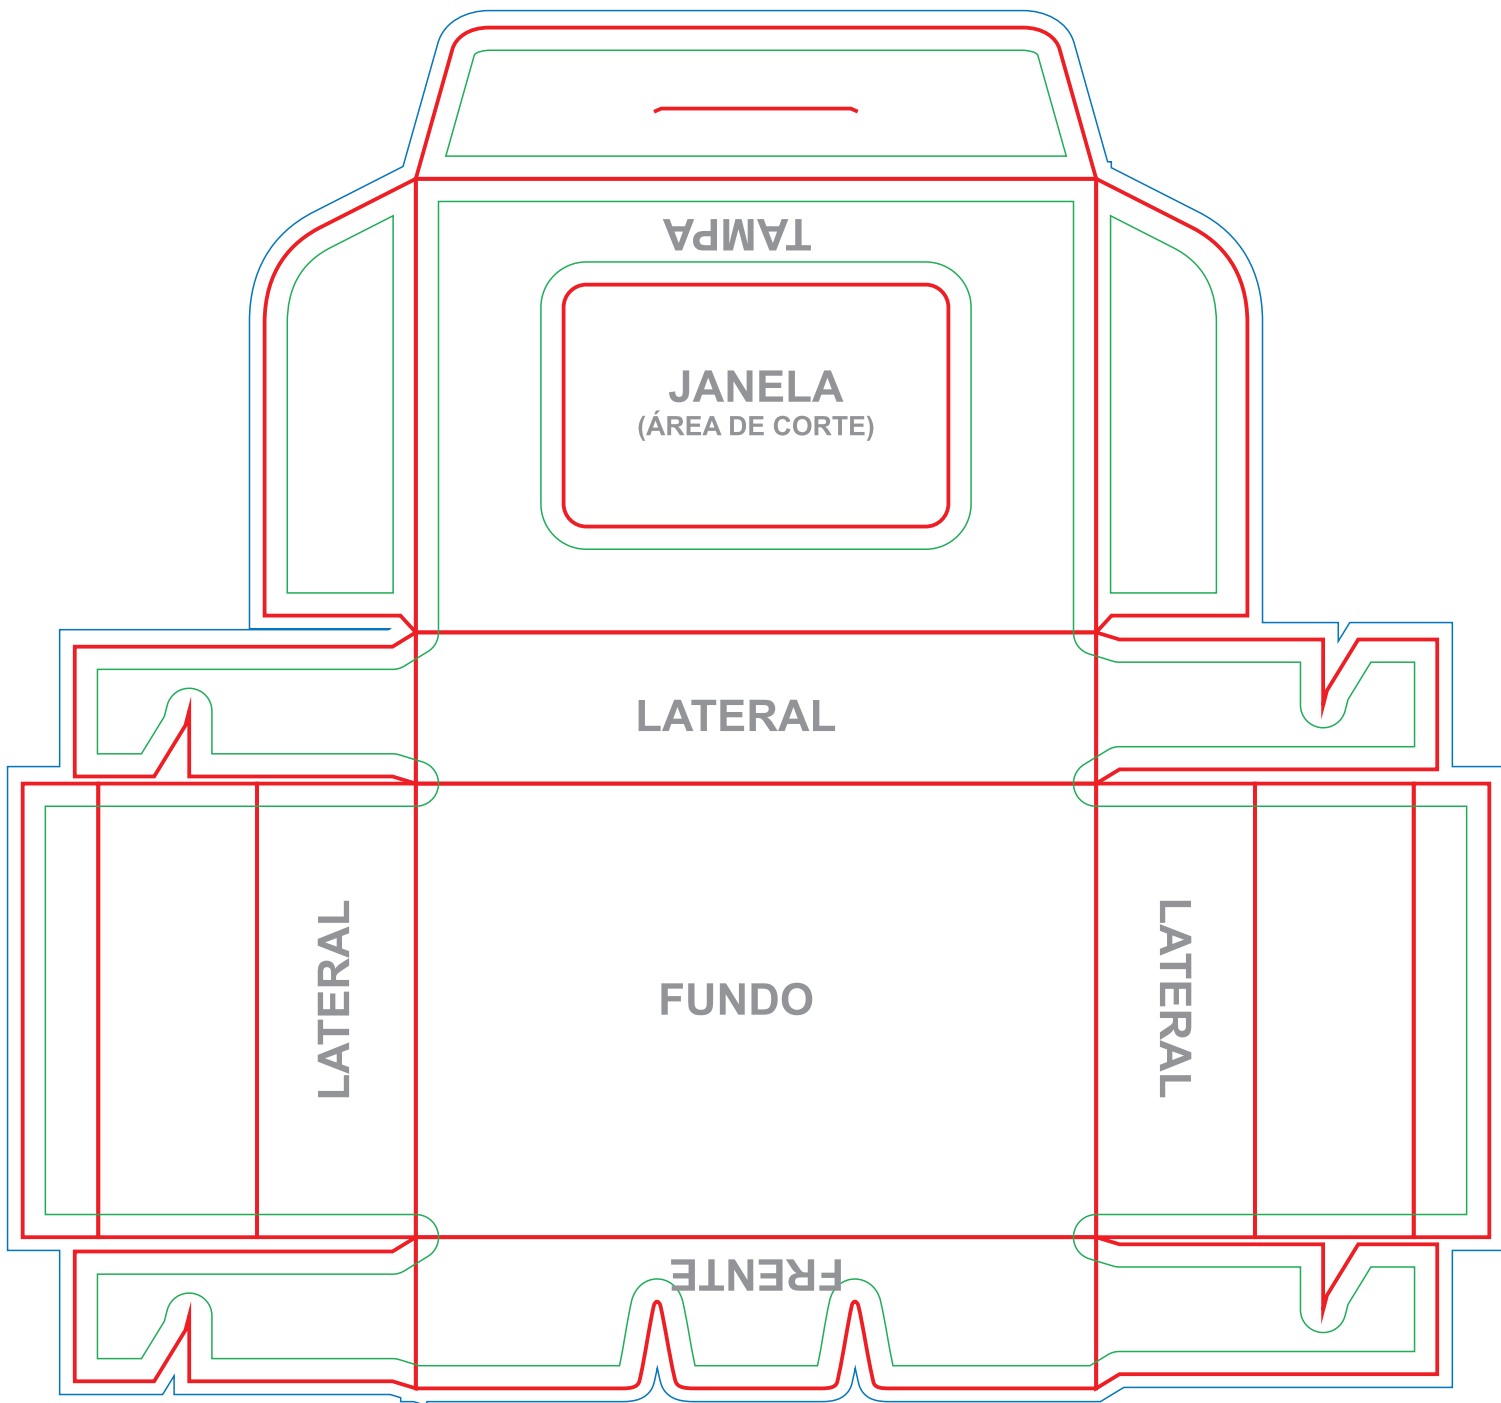 TAMPA
JANELA
(ÁREA DE CORTE)
LATERAL
LATERAL
FUNDO
LATERAL
FRENTE